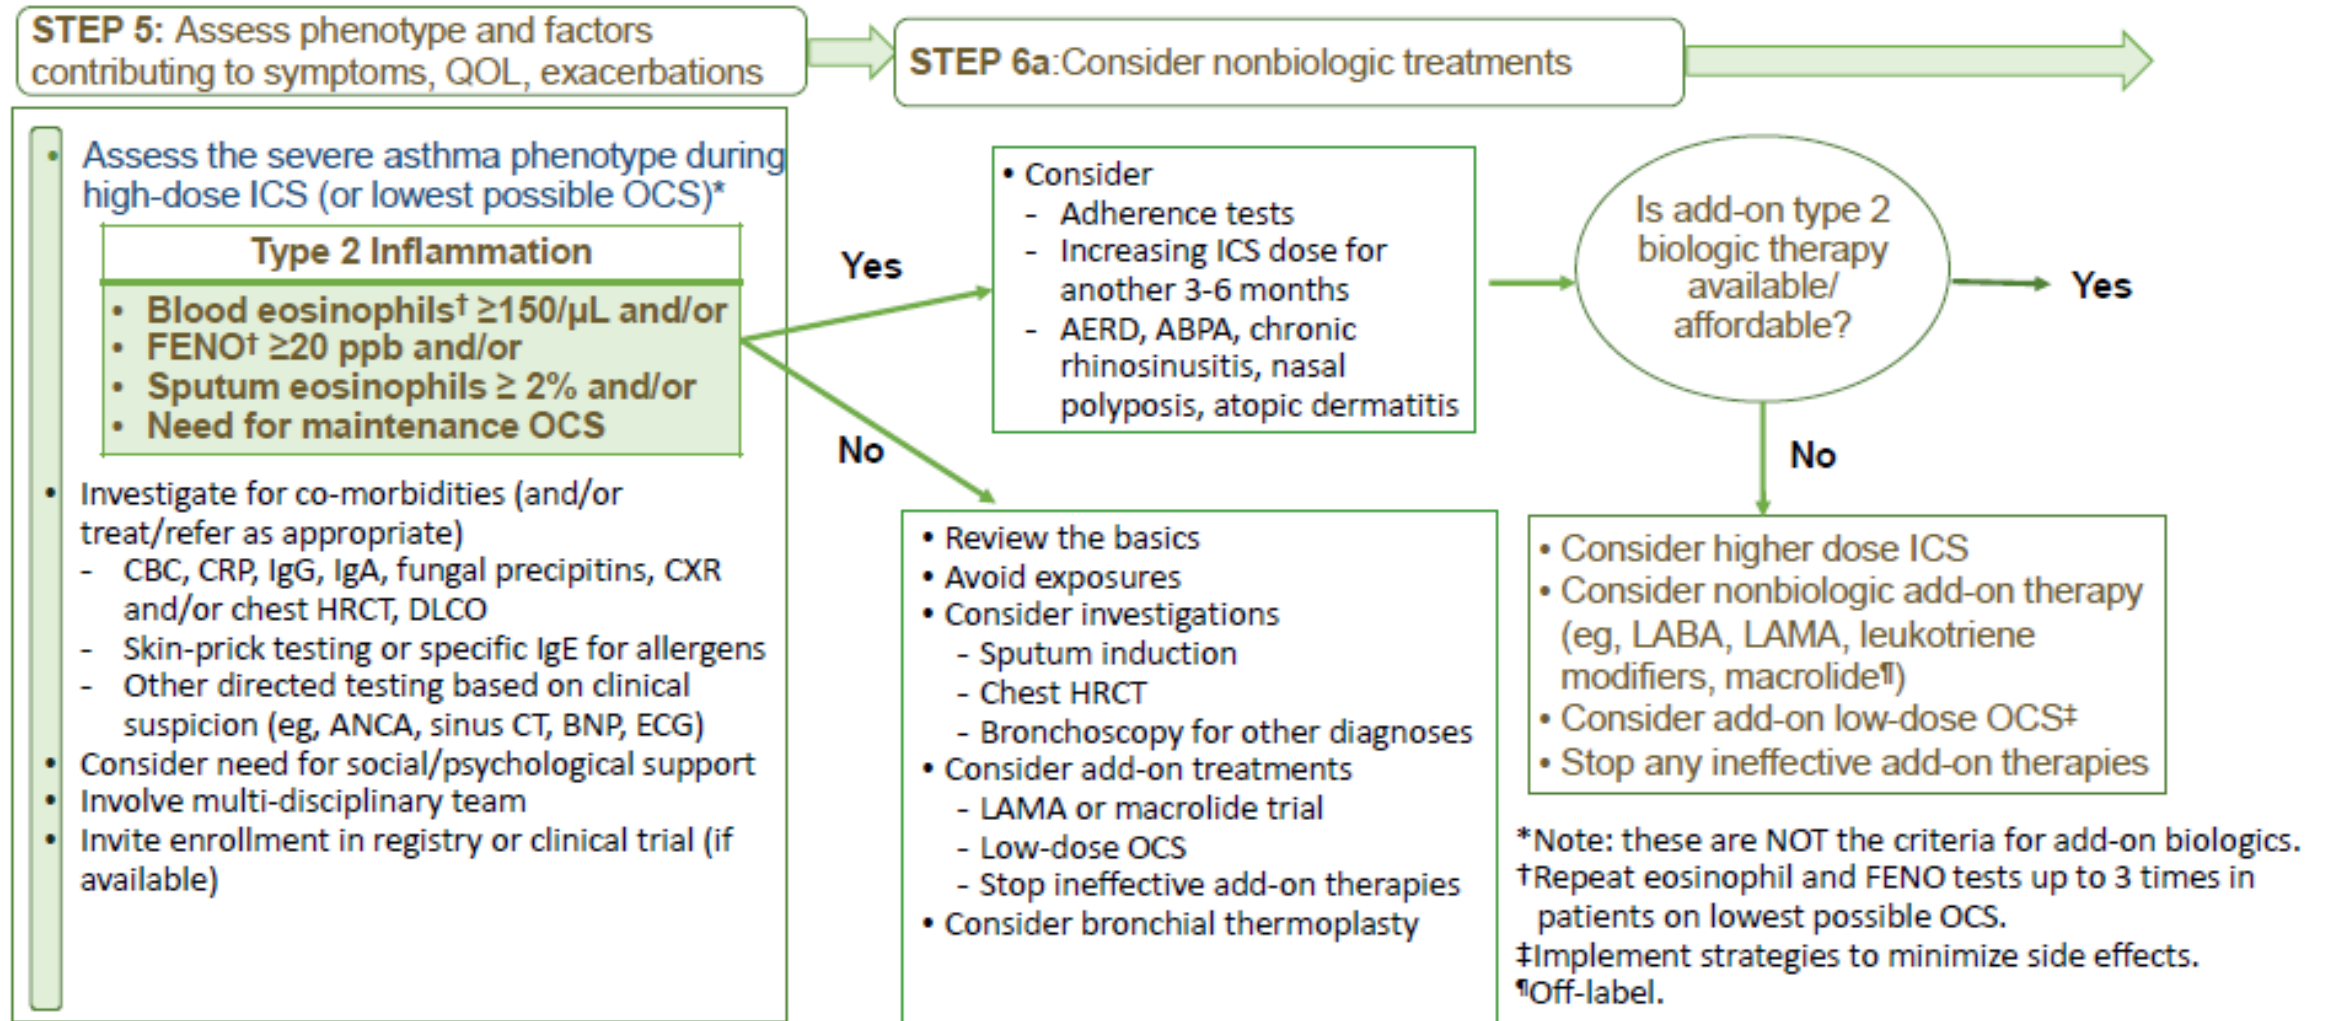 STEP 5: Assess phenotype and factors
contributing to symptoms, QOL, exacerbations
STEP 6a:Consider nonbiologic treatments
• Assess the severe asthma phenotype during
high-dose ICS (or lowest possible OCS)*
Type 2 Inflammation
• Blood eosinophils† ≥150/µL and/or
• FENO† ≥20 ppb and/or
• Sputum eosinophils ≥ 2% and/or
• Need for maintenance OCS
• Investigate for co-morbidities (and/or
treat/refer as appropriate)
- CBC, CRP, IgG, IgA, fungal precipitins, CXR
and/or chest HRCT, DLCO
- Skin-prick testing or specific IgE for allergens
- Other directed testing based on clinical
suspicion (eg, ANCA, sinus CT, BNP, ECG)
• Consider need for social/psychological support
• Involve multi-disciplinary team
• Invite enrollment in registry or clinical trial (if
available)
Yes
No
• Consider
- Adherence tests
- Increasing ICS dose for
another 3-6 months
- AERD, ABPA, chronic
rhinosinusitis, nasal
polyposis, atopic dermatitis
• Review the basics
• Avoid exposures
• Consider investigations
- Sputum induction
- Chest HRCT
- Bronchoscopy for other diagnoses
• Consider add-on treatments
- LAMA or macrolide trial
- Low-dose OCS
- Stop ineffective add-on therapies
• Consider bronchial thermoplasty
Is add-on type 2
biologic therapy
available/
affordable?
Yes
No
• Consider higher dose ICS
• Consider nonbiologic add-on therapy
(eg, LABA, LAMA, leukotriene
modifiers, macrolide¶)
• Consider add-on low-dose OCS‡
• Stop any ineffective add-on therapies
*Note: these are NOT the criteria for add-on biologics.
†Repeat eosinophil and FENO tests up to 3 times in
patients on lowest possible OCS.
‡Implement strategies to minimize side effects.
¶Off-label.